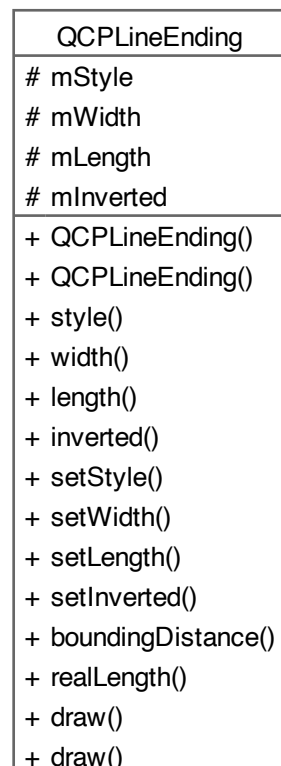 QCPLineEnding
# mStyle
# mWidth
# mLength
# mInverted
+ QCPLineEnding()
+ QCPLineEnding()
+ style()
+ width()
+ length()
+ inverted()
+ setStyle()
+ setWidth()
+ setLength()
+ setInverted()
+ boundingDistance()
+ realLength()
+ draw()
+ draw()